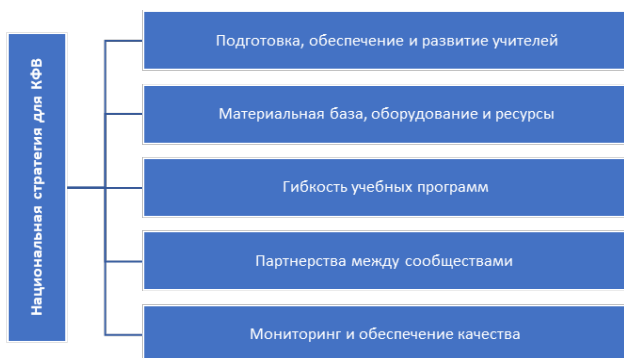 Национальная стратегия для КФВ
Подготовка, обеспечение и развитие учителей
Материальная база, оборудование и ресурсы
Гибкость учебных программ
Партнерства между сообществами
Мониторинг и обеспечение качества